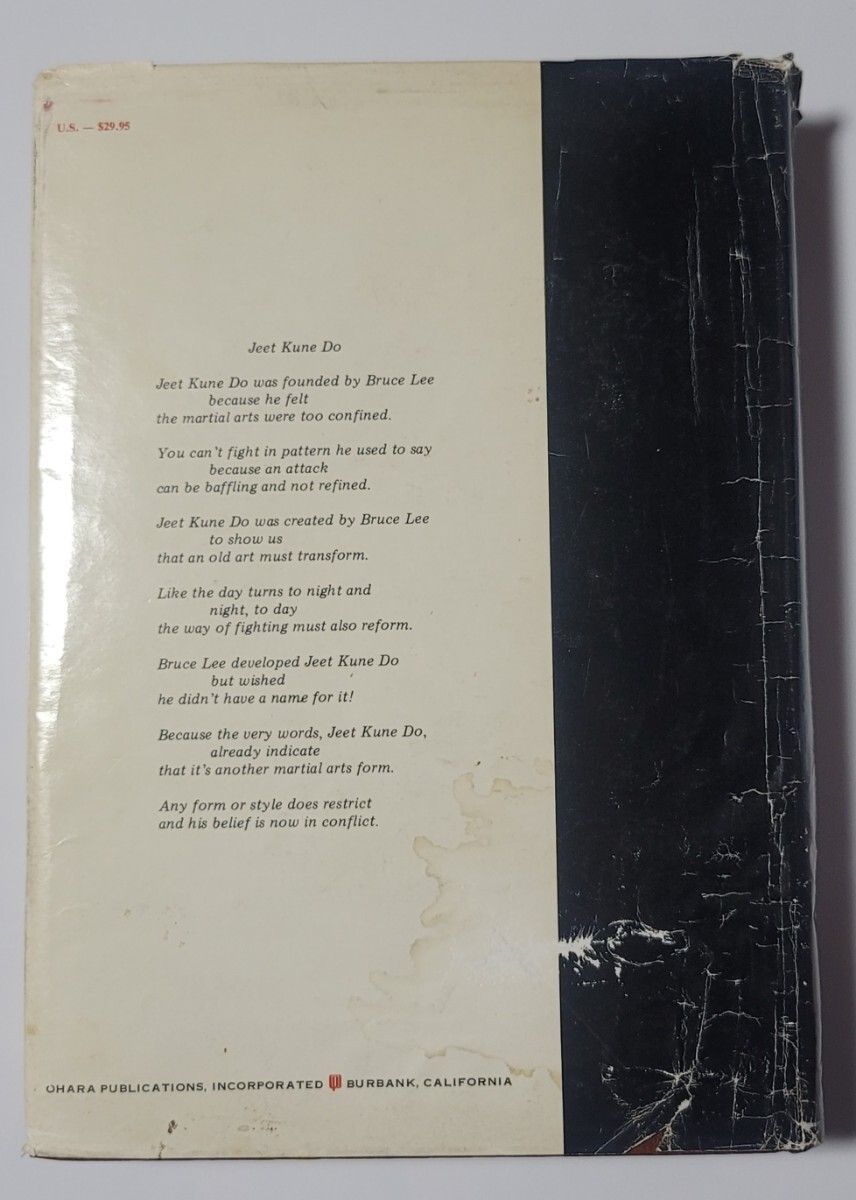 U.S. — $29.95
Jeet Kune Do
Jeet Kune Do was founded by Bruce Lee
because he felt
the martial arts were too confined.
You can't fight in pattern he used to say
because an attack
can be baffling and not refined.
Jeet Kune Do was created by Bruce Lee
to show us
that an old art must transform.
Like the day turns to night and
night, to day
the way of fighting must also reform.
Bruce Lee developed Jeet Kune Do
but wished
he didn't have a name for it!
Because the very words, Jeet Kune Do,
already indicate
that it's another martial arts form.
Any form or style does restrict
and his belief is now in conflict.
OHARA PUBLICATIONS, INCORPORATED BURBANK, CALIFORNIA